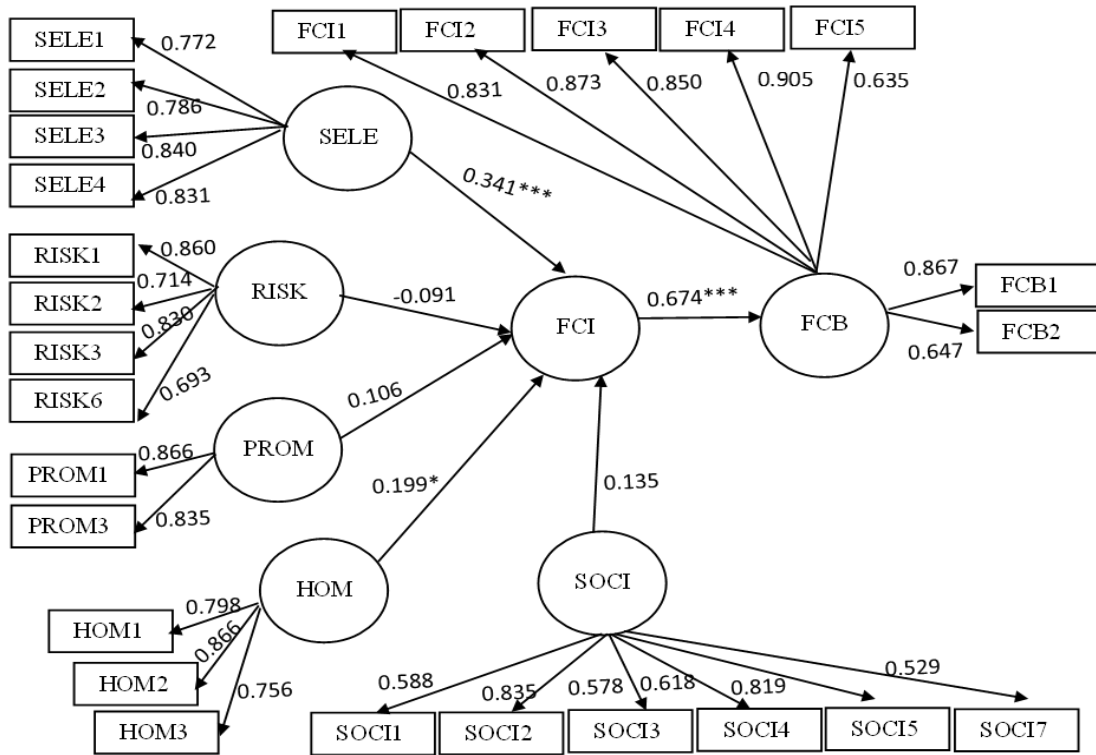 SELE1
SELE2
SELE3
SELE4
0.772
0.786
0.840
0.831
SELE
FCI1
FCI2
FCI3
FCI4
FCI5
0.831
0.873
0.850
0.905
0.635
0.341***
RISK1
RISK2
RISK3
RISK6
0.860
0.714
0.830
0.693
RISK
-0.091
FCI
0.674***
FCB
0.867
0.647
FCB1
FCB2
PROM1
PROM3
0.866
0.835
PROM
0.106
0.199*
0.135
HOM
SOCI
HOM1
HOM2
HOM3
0.798
0.866
0.756
0.588
0.835
0.578
0.618
0.819
0.529
SOCI1
SOCI2
SOCI3
SOCI4
SOCI5
SOCI7